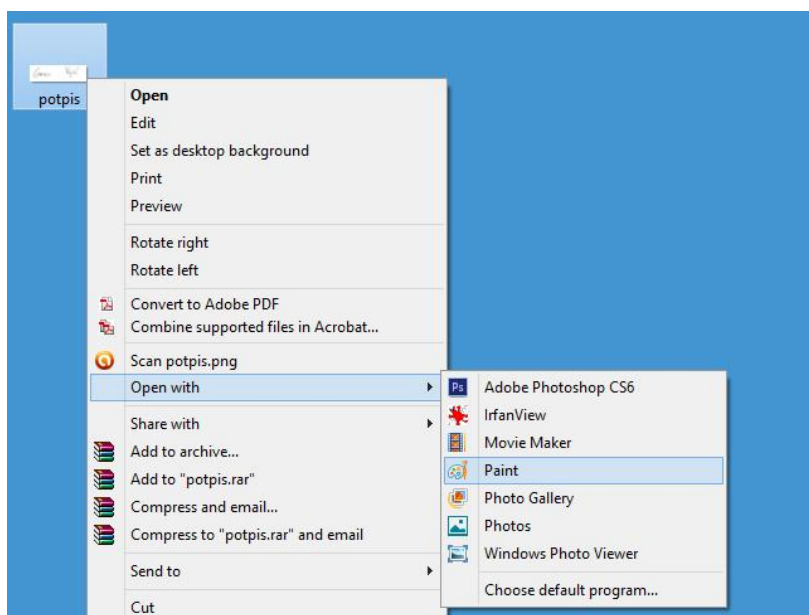 potpis
Open
Edit
Set as desktop background
Print
Preview
Rotate right
Rotate left
Convert to Adobe PDF
Combine supported files in Acrobat...
Scan potpis.png
Open with
Share with
Add to archive...
Add to "potpis.rar"
Compress and email...
Compress to "potpis.rar" and email
Send to
Cut
Ps Adobe Photoshop CS6
IrfanView
Movie Maker
Paint
Photo Gallery
Photos
Windows Photo Viewer
Choose default program...